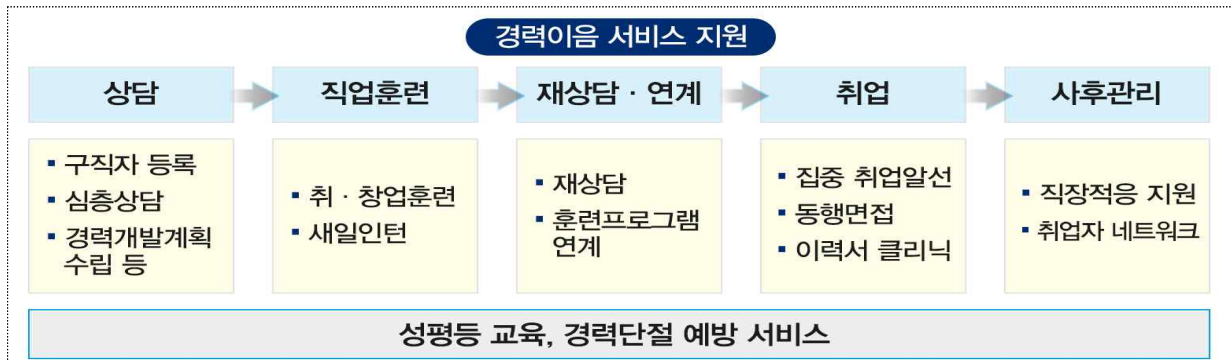 경력이음 서비스 지원
상담
직업훈련
재상담 · 연계
취업
사후관리
▪ 구직자 등록
▪ 심층상담
▪ 경력개발계획
수립 등
▪ 취 · 창업훈련
▪ 새일인턴
▪ 재상담
▪ 훈련프로그램
연계
▪ 집중 취업알선
▪ 동행면접
▪ 이력서 클리닉
▪ 직장적응 지원
▪ 취업자 네트워크
성평등 교육, 경력단절 예방 서비스